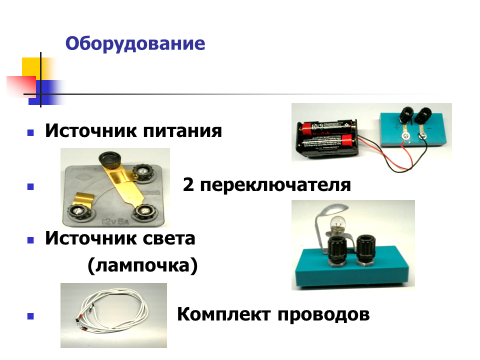 Оборудование
Источник питания
2 переключателя
Источник света
(лампочка)
Комплект проводов